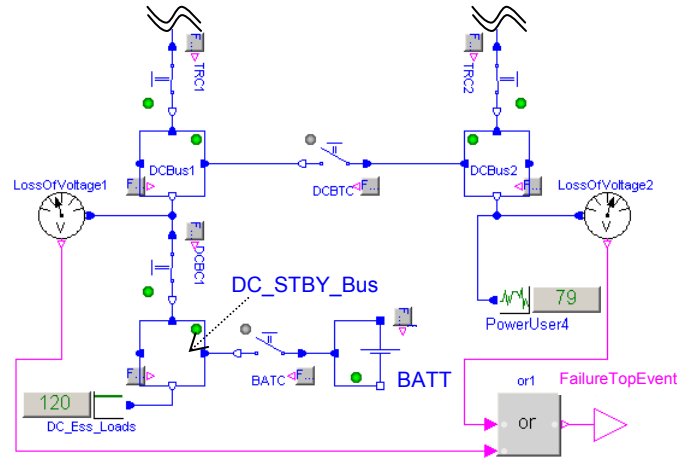 F...
F...
TRC1
TRC2
DCBus1
DCBus2
LossOfVoltage1
LossOfVoltage2
F...
DCBTC
F...
F...
V
V
F...
DCBC1
DC_STBY_Bus
79
PowerUser4
F...
F...
BATC
F...
BATT
FailureTopEvent
or1
or
120
DC_Ess_Loads